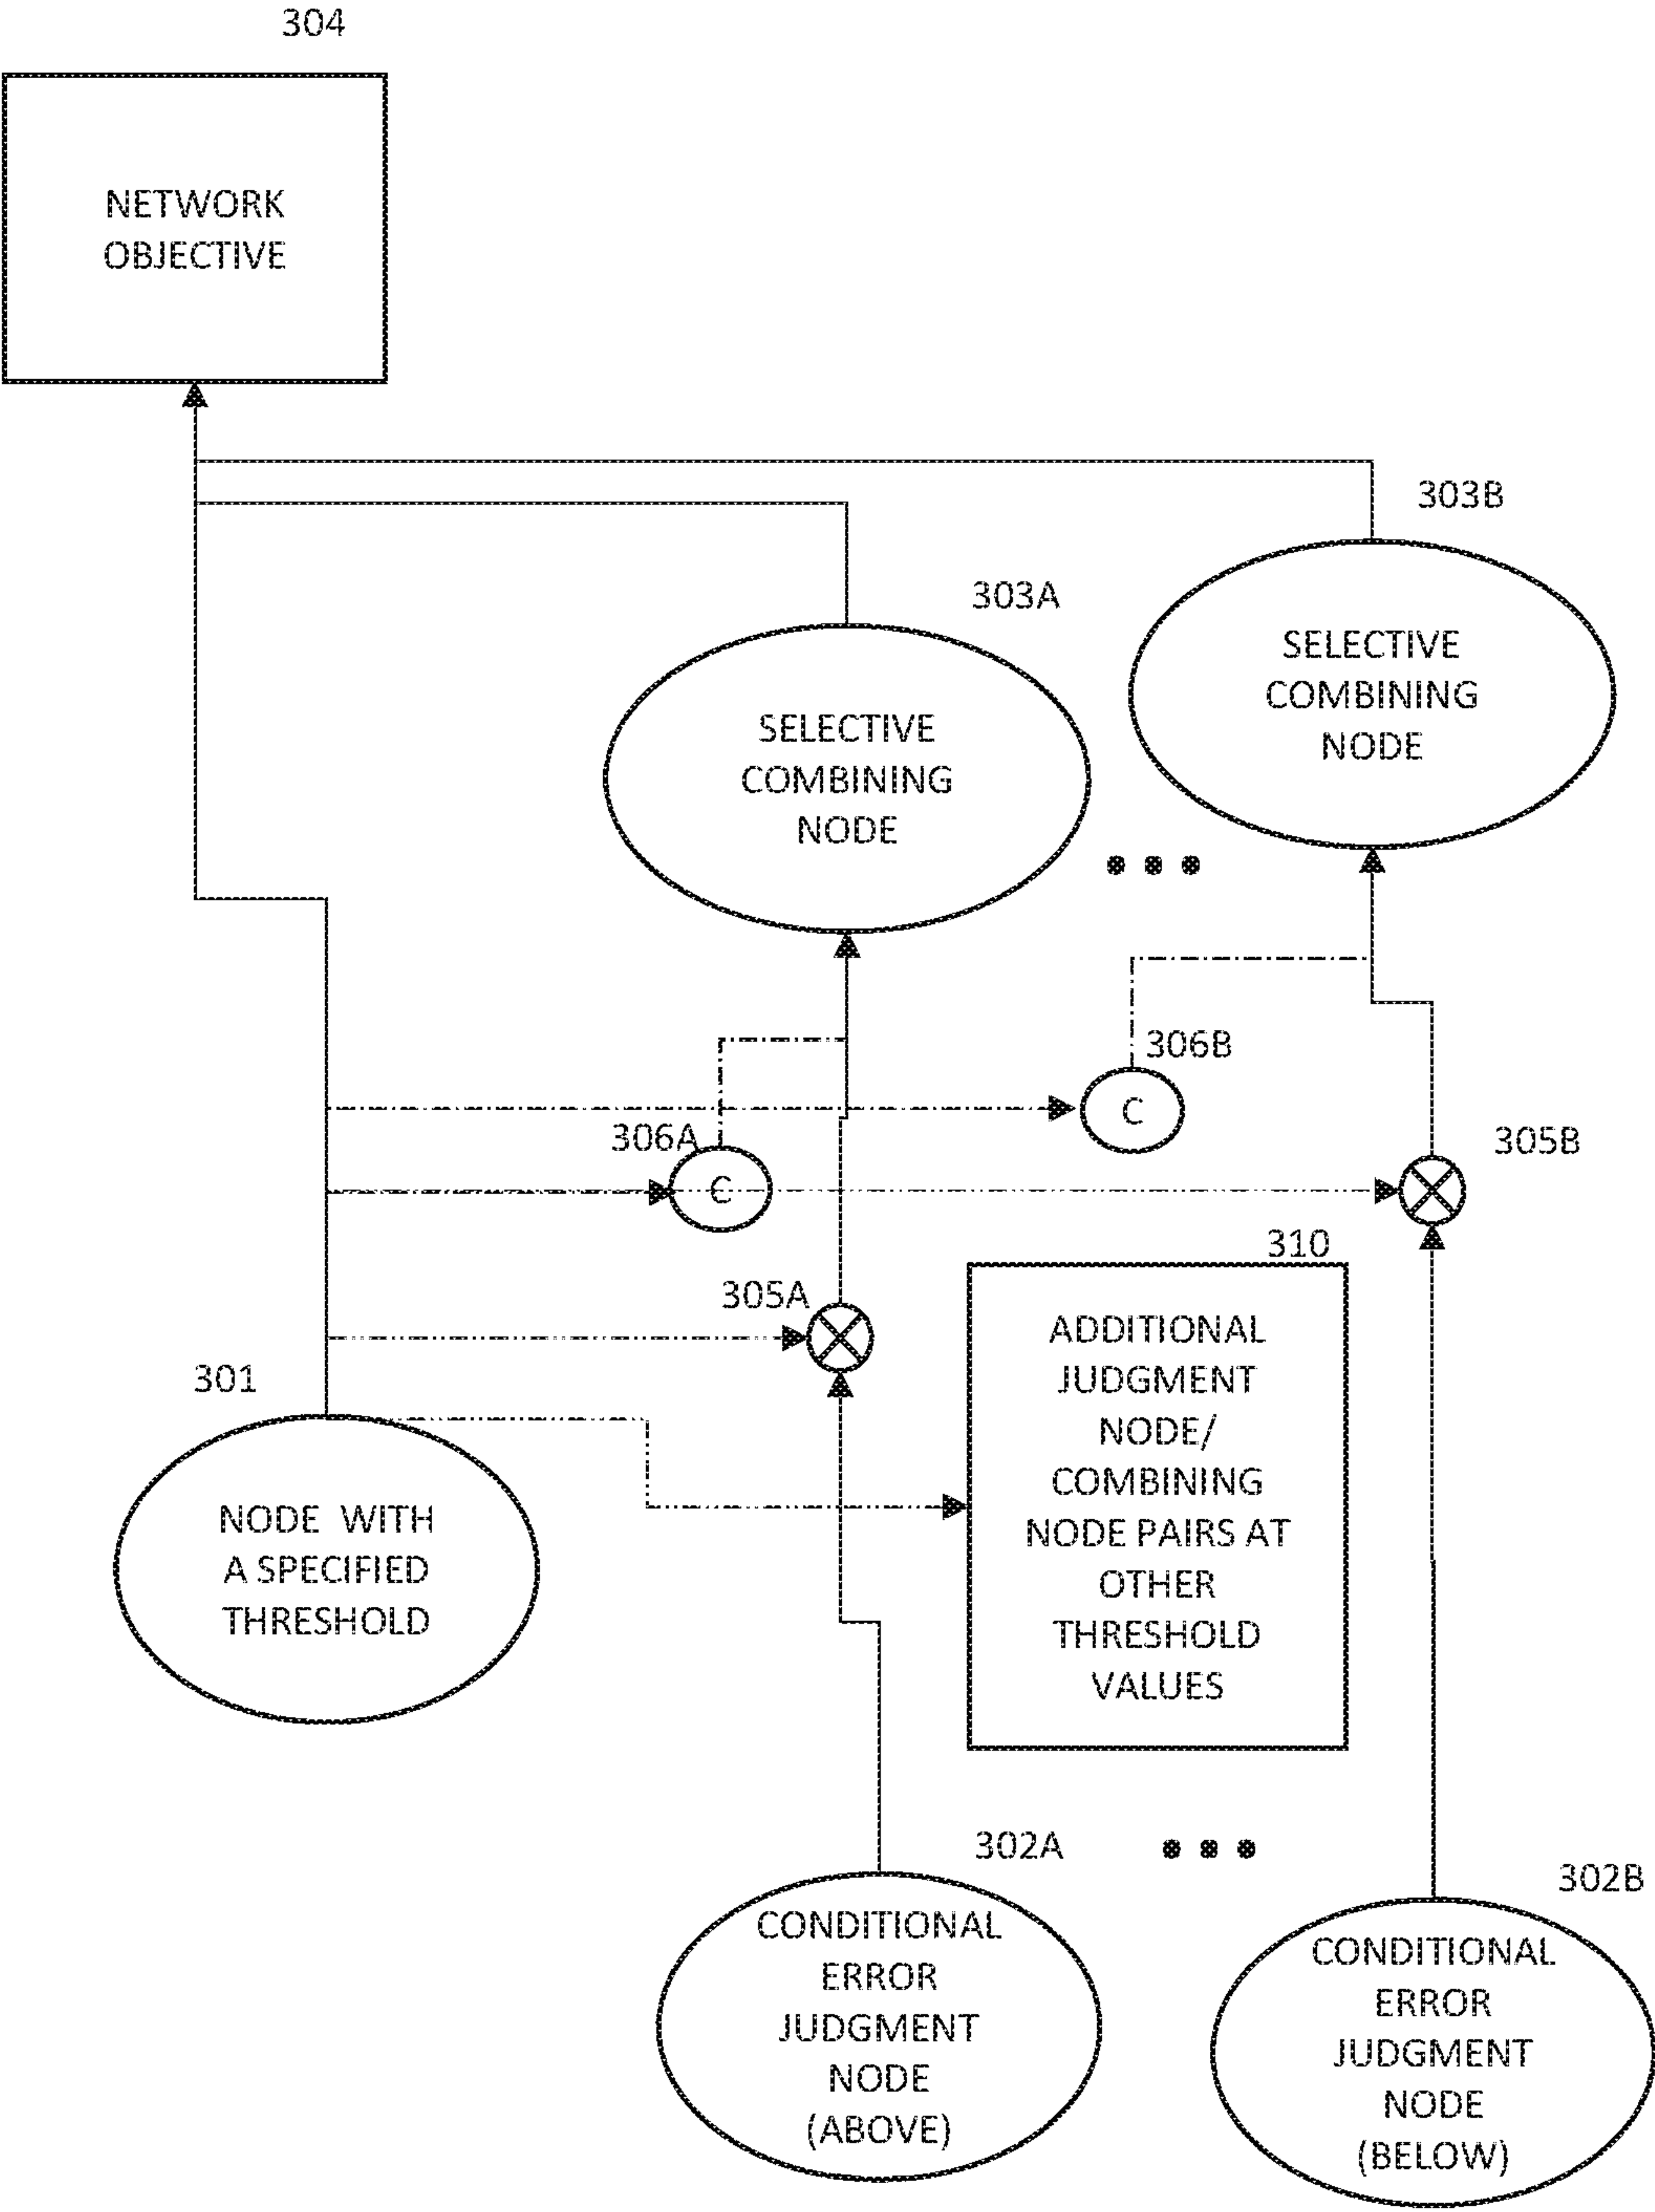 304
NETWORK
OBJECTIVE
303B
SELECTIVE
COMBINING
NODE
303A
SELECTIVE
COMBINING
NODE
306B
C
306A
C
305B
310
305A
ADDITIONAL
JUDGMENT
NODE/
COMBINING
NODE PAIRS AT
OTHER
THRESHOLD
VALUES
301
NODE WITH
A SPECIFIED
THRESHOLD
302A
CONDITIONAL
ERROR
JUDGMENT
NODE
(ABOVE)
302B
CONDITIONAL
ERROR
JUDGMENT
NODE
(BELOW)